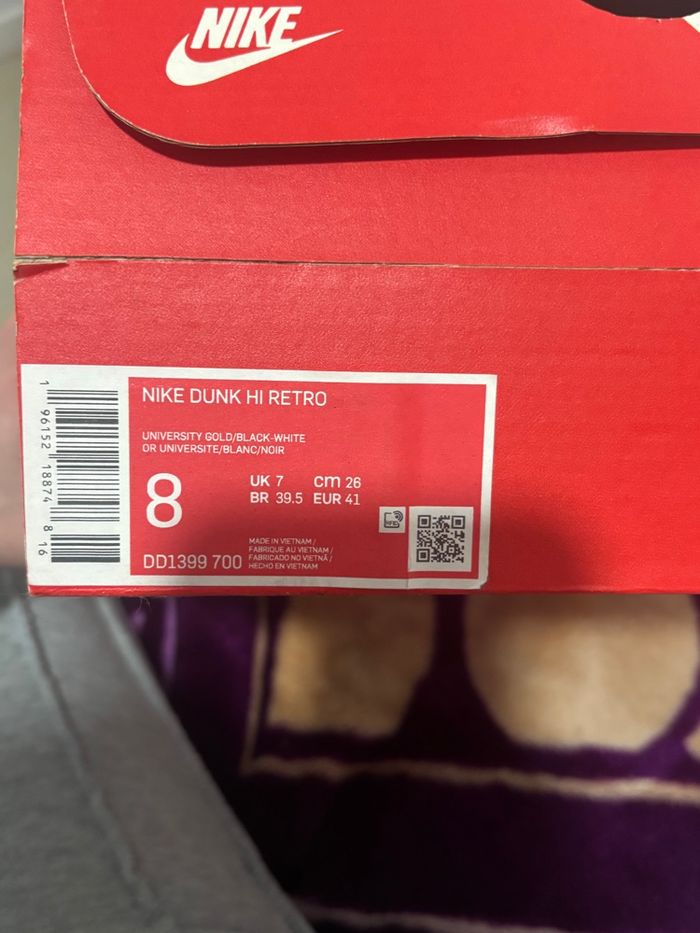 NIKE
NIKE DUNK HI RETRO
UNIVERSITY GOLD/BLACK-WHITE
OR UNIVERSITE/BLANC/NOIR
8
UK 7 cm 26
BR 39.5 EUR 41
DD1399 700
MADE IN VIETNAM /
FABRIQUE AU VIETNAM /
FABRICADO NO VIETNÃ /
HECHO EN VIETNAM
1 96152 18874 8 16